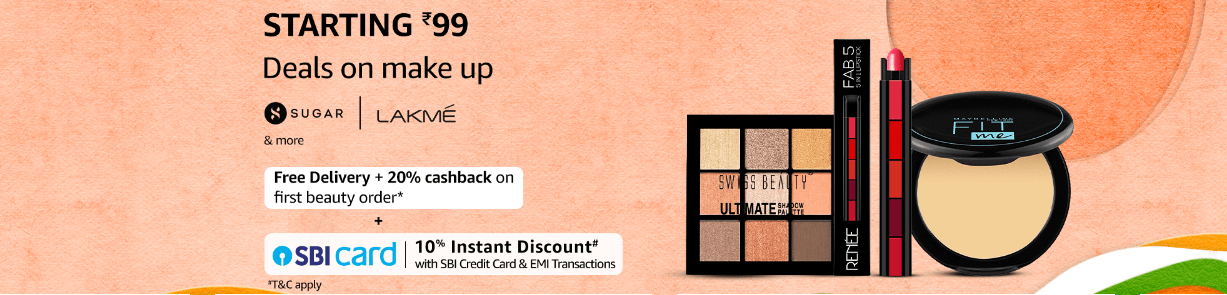 STARTING ₹99
Deals on make up
SUGAR | LAKMÉ
& more
Free Delivery + 20% cashback on
first beauty order*
+
SBI card | 10% Instant Discount#
with SBI Credit Card & EMI Transactions
#T&C apply
SWISS BEAUTY
ULTIMATE SHADOW PALETTE
FAB 5
5 IN 1 LIPSTICK
RENÉE
MAYBELLINE
FIT
me